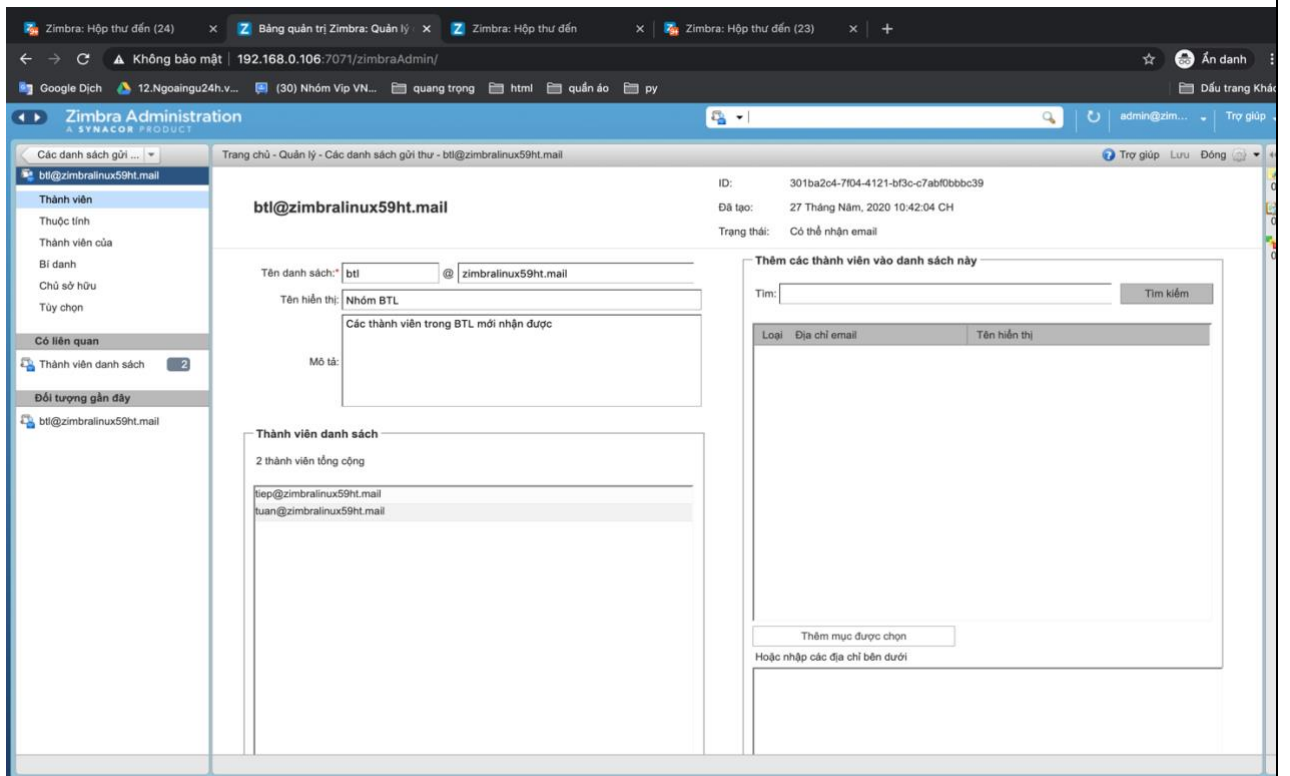 Zimbra: Hộp thư đến (24)
Bảng quản trị Zimbra: Quản lý
Zimbra: Hộp thư đến
Zimbra: Hộp thư đến (23)
Không bảo mật 192.168.0.106:7071/zimbraAdmin/
Ẩn danh
Google Dịch 12.Ngoaingu24h.v... (30) Nhóm Vip VN... quang trọng html quần áo py
Dấu trang Khác
Zimbra Administration
A SYNACOR PRODUCT
admin@zim...
Trợ giúp
Các danh sách gửi ...
Trang chủ - Quản lý - Các danh sách gửi thư - btl@zimbralinux59ht.mail
Trợ giúp Lưu Đóng
btl@zimbralinux59ht.mail
Thành viên
Thuộc tính
Thành viên của
Bí danh
Chủ sở hữu
Tùy chọn
Có liên quan
Thành viên danh sách 2
Đối tượng gần đây
btl@zimbralinux59ht.mail
btl@zimbralinux59ht.mail
ID: 301ba2c4-7f04-4121-bf3c-c7abf0bbbc39
Đã tạo: 27 Tháng Năm, 2020 10:42:04 CH
Trạng thái: Có thể nhận email
Tên danh sách:* btl @ zimbralinux59ht.mail
Tên hiển thị: Nhóm BTL
Mô tả: Các thành viên trong BTL mới nhận được
Thành viên danh sách
2 thành viên tổng cộng
tiep@zimbralinux59ht.mail
tuan@zimbralinux59ht.mail
Thêm các thành viên vào danh sách này
Tìm: Tìm kiếm
Loại Địa chỉ email Tên hiển thị
Thêm mục được chọn
Hoặc nhập các địa chỉ bên dưới